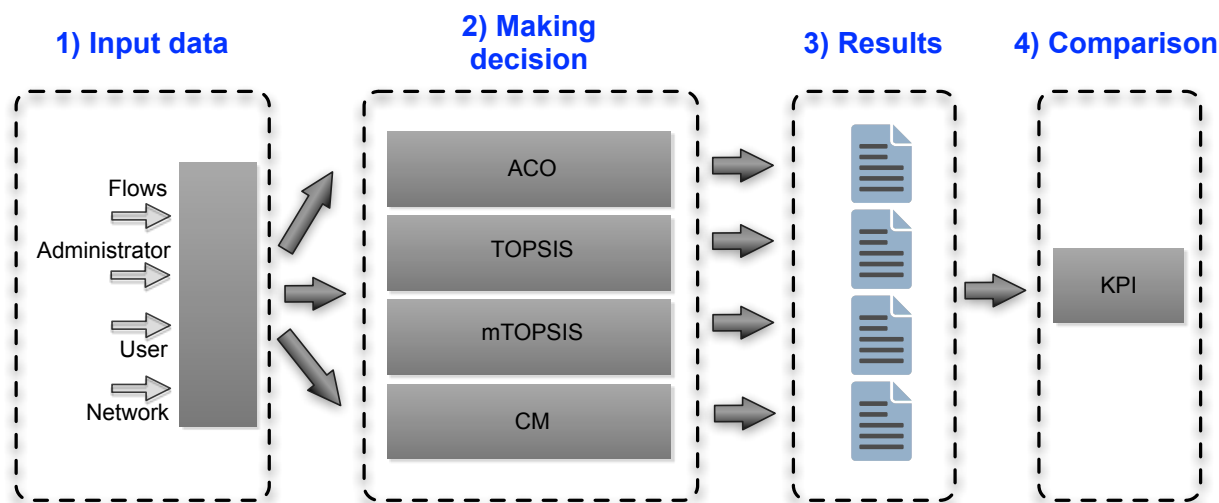 1) Input data
2) Making
decision
3) Results
4) Comparison
Flows
Administrator
User
Network
ACO
TOPSIS
mTOPSIS
CM
KPI